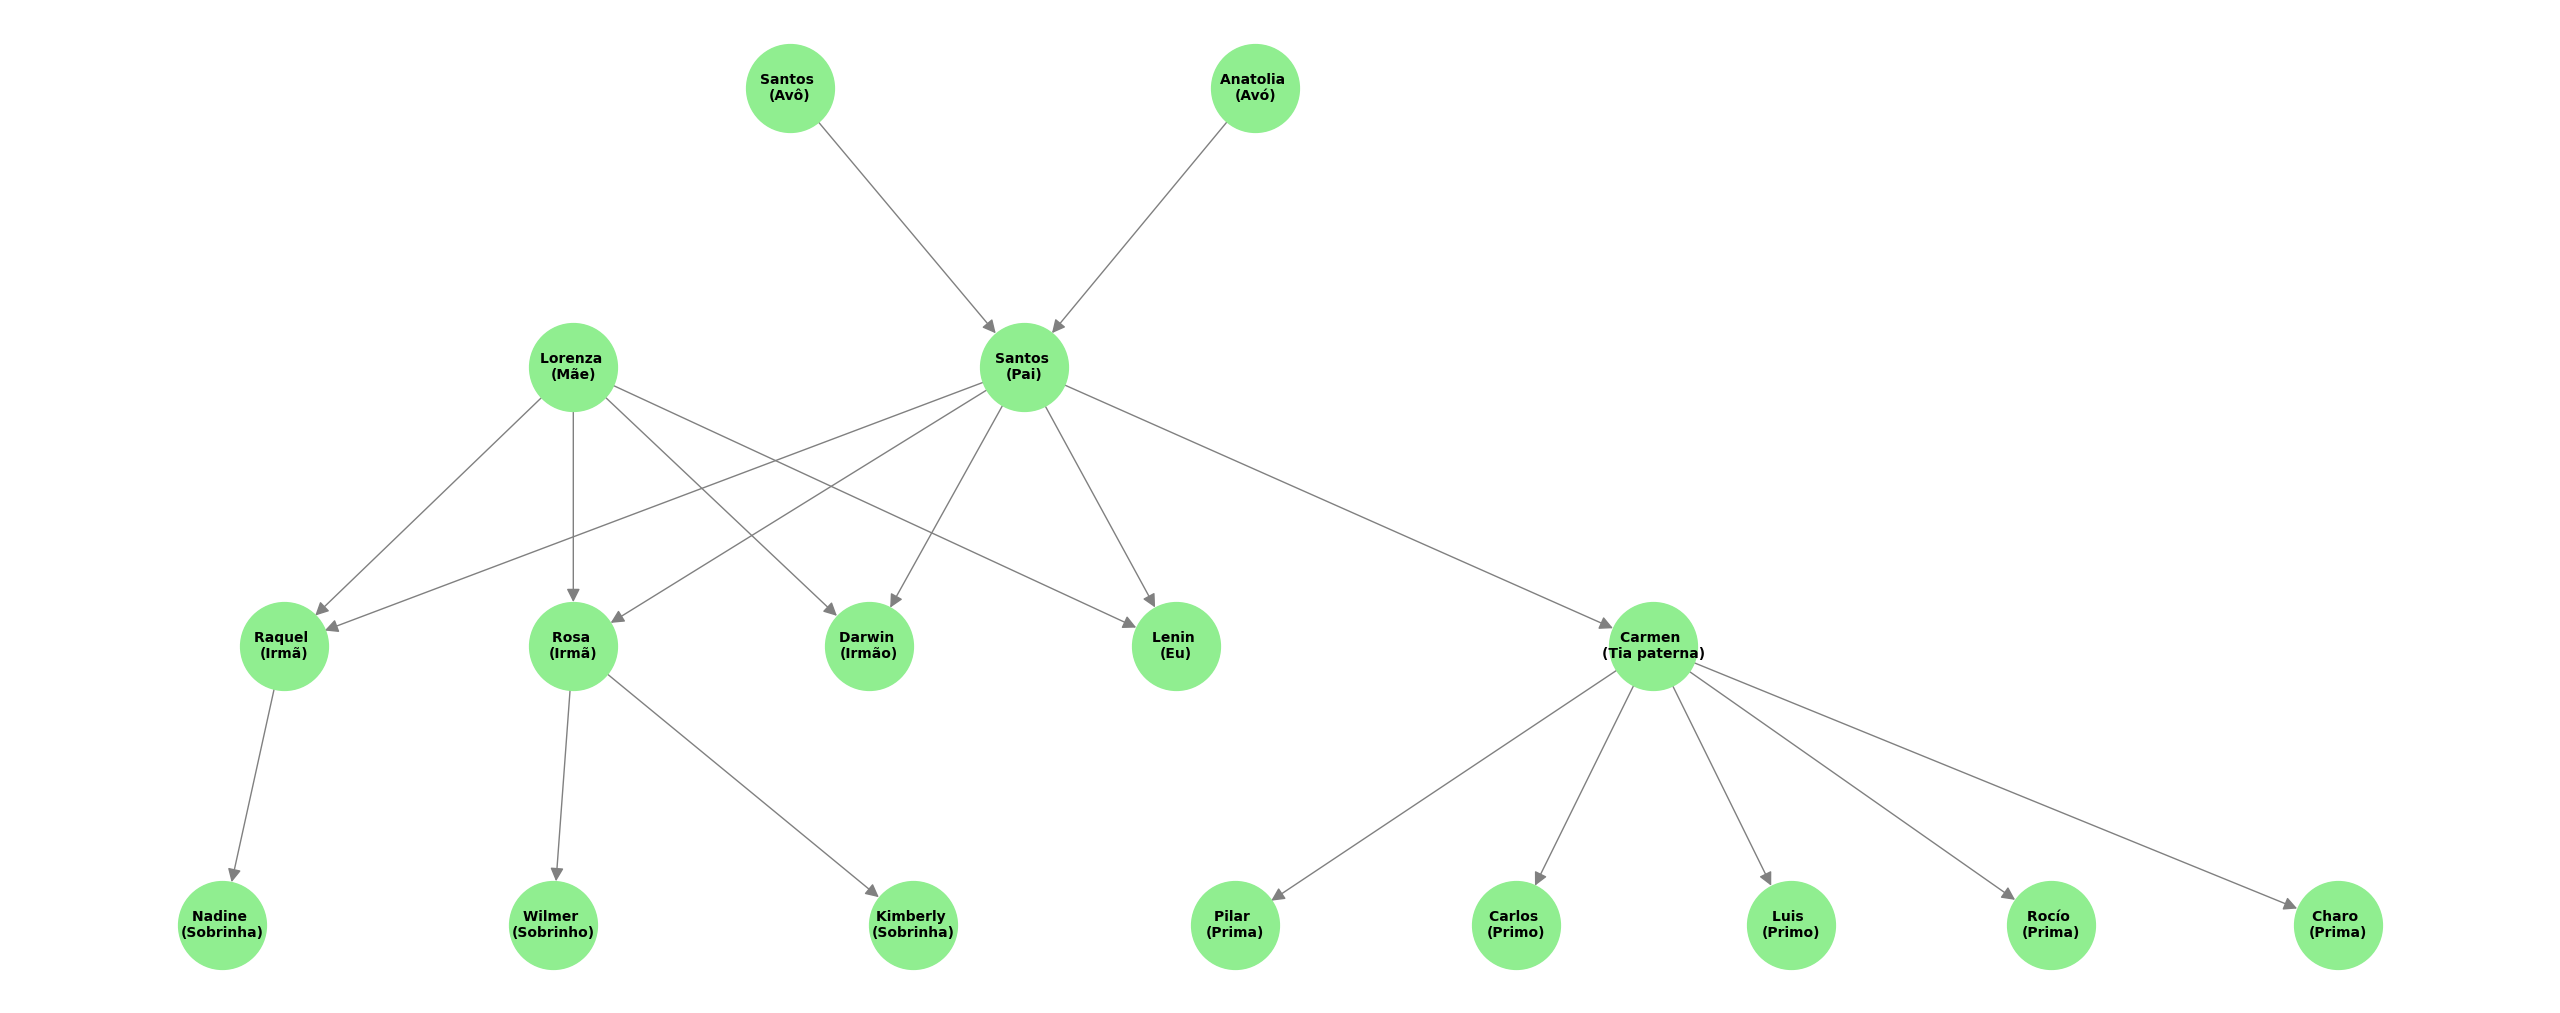 Santos
(Avô)
Anatolia
(Avó)
Lorenza
(Mãe)
Santos
(Pai)
Raquel
(Irmã)
Rosa
(Irmã)
Darwin
(Irmão)
Lenin
(Eu)
Carmen
(Tia paterna)
Nadine
(Sobrinha)
Wilmer
(Sobrinho)
Kimberly
(Sobrinha)
Pilar
(Prima)
Carlos
(Primo)
Luis
(Primo)
Rocío
(Prima)
Charo
(Prima)